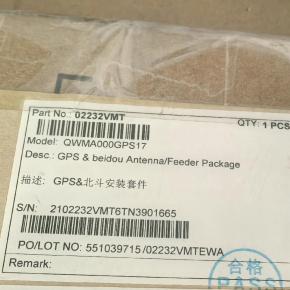 Part No.: 02232VMT
QTY: 1 PCS
Model: QWMA000GPS17
Desc.: GPS & beidou Antenna/Feeder Package
描述: GPS&北斗安装套件
S/N: 2102232VMT6TN3901665
PO/LOT NO: 551039715 /02232VMTEWA
Remark:
合格
PASS